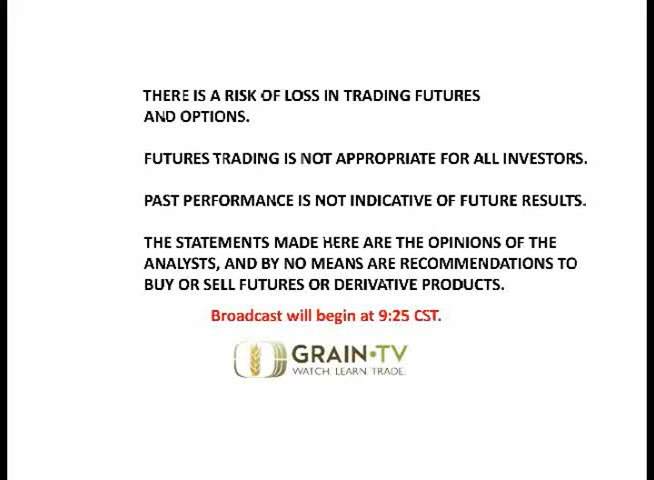 THERE IS A RISK OF LOSS IN TRADING FUTURES
AND OPTIONS.
FUTURES TRADING IS NOT APPROPRIATE FOR ALL INVESTORS.
PAST PERFORMANCE IS NOT INDICATIVE OF FUTURE RESULTS.
THE STATEMENTS MADE HERE ARE THE OPINIONS OF THE
ANALYSTS, AND BY NO MEANS ARE RECOMMENDATIONS TO
BUY OR SELL FUTURES OR DERIVATIVE PRODUCTS.
Broadcast will begin at 9:25 CST.
GRAIN•TV
WATCH. LEARN. TRADE.